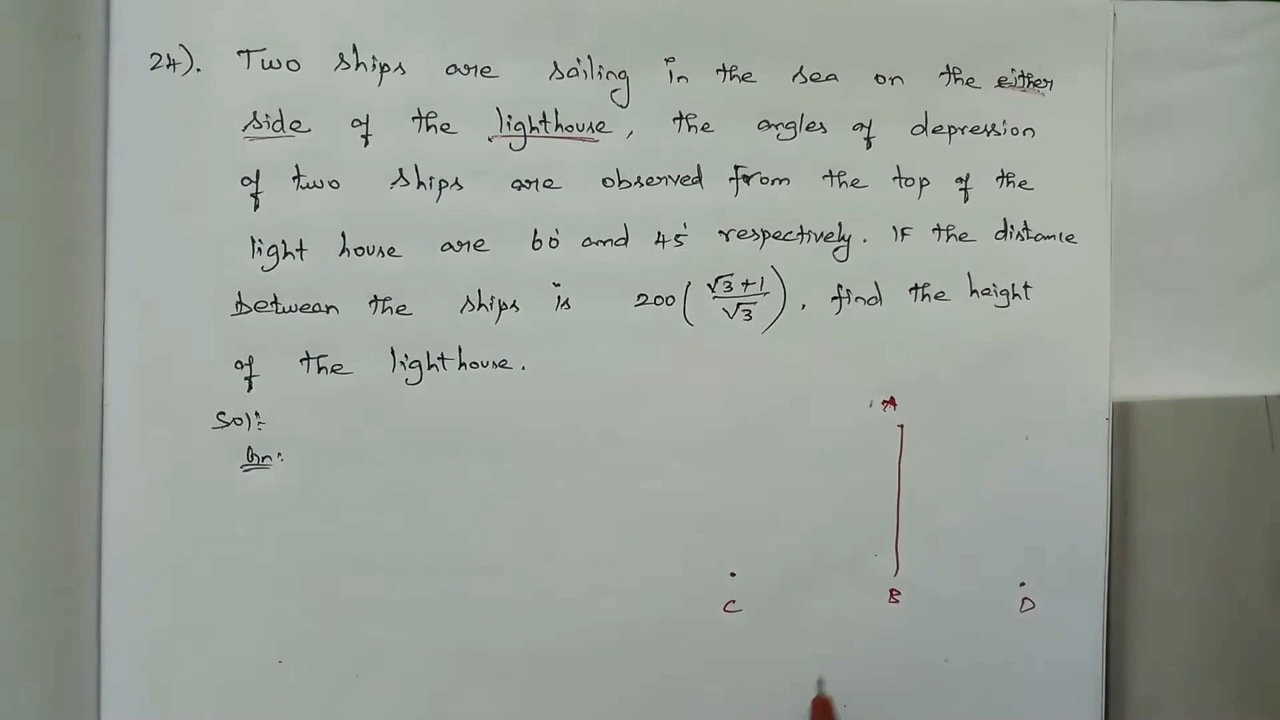 24). Two ships are sailing in the sea on the either
side of the lighthouse, the angles of depression
of two ships are observed from the top of the
light house are 60° and 45° respectively. If the distance
between the ships is 200(√3+1/√3), find the height
of the lighthouse.
Sol:
Gn:
A
C B D